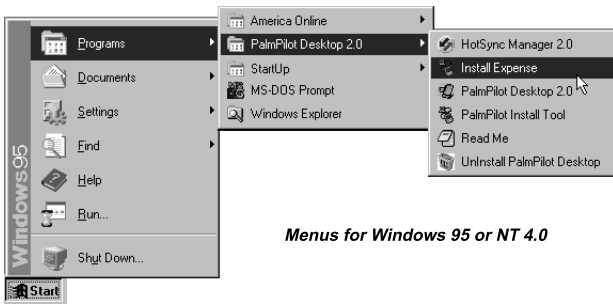 Windows95
Programs
Documents
Settings
Find
Help
Run...
Shut Down...
Start
America Online
PalmPilot Desktop 2.0
StartUp
MS-DOS Prompt
Windows Explorer
HotSync Manager 2.0
Install Expense
PalmPilot Desktop 2.0
PalmPilot Install Tool
Read Me
UnInstall PalmPilot Desktop
Menus for Windows 95 or NT 4.0